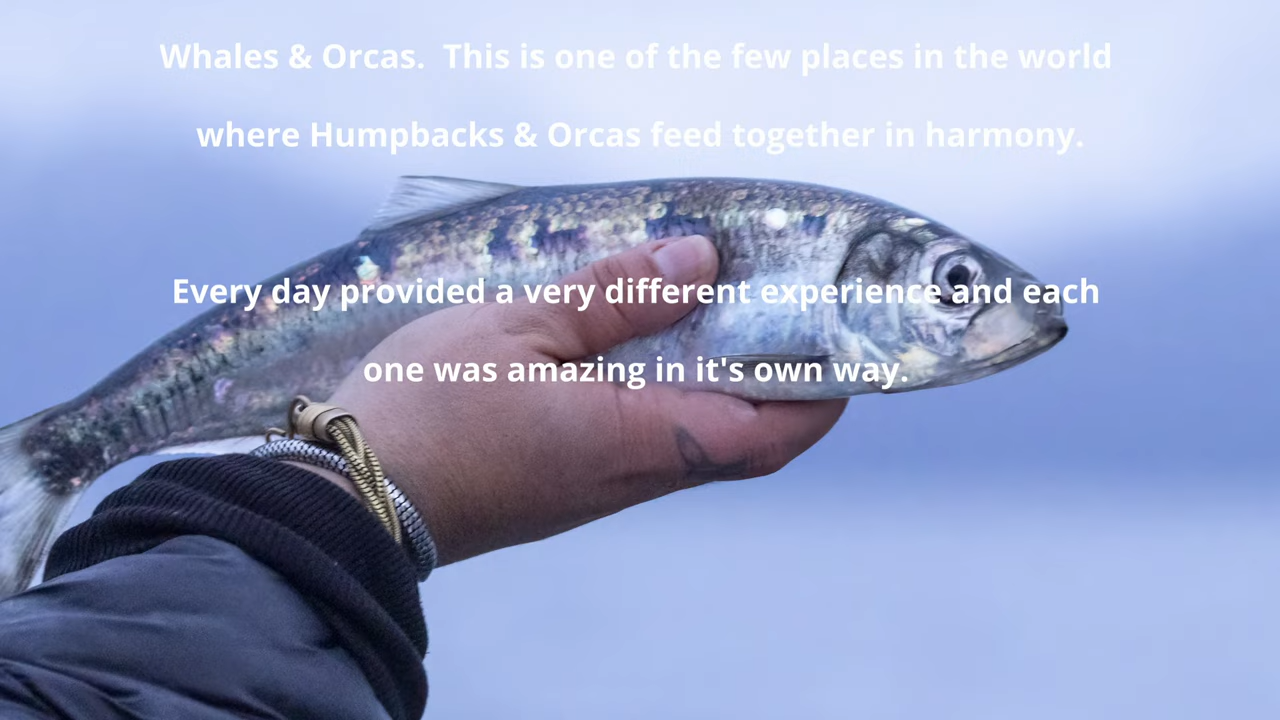 Whales & Orcas.  This is one of the few places in the world
where Humpbacks & Orcas feed together in harmony.
Every day provided a very different experience and each
one was amazing in it's own way.